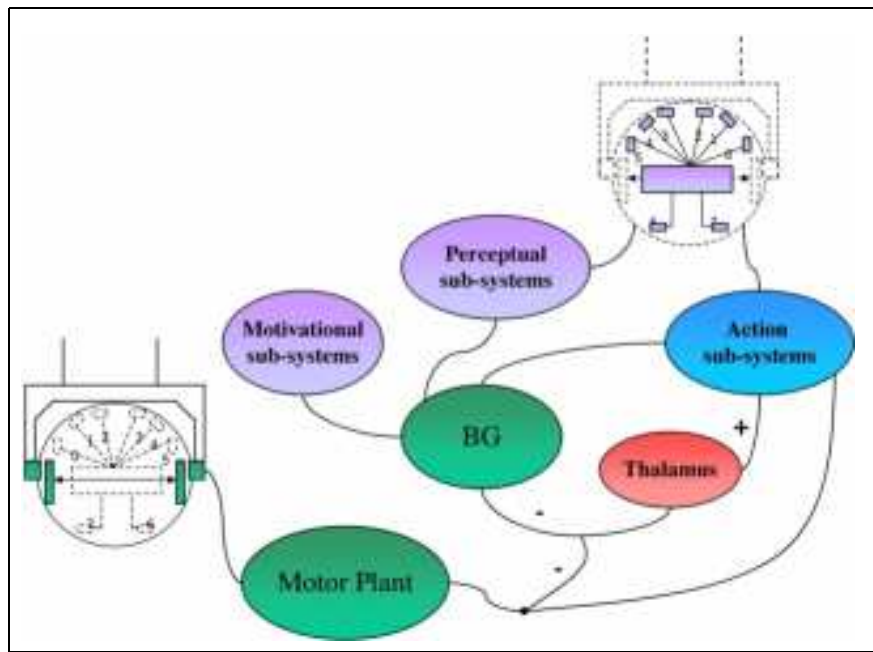 Perceptual
sub-systems
Motivational
sub-systems
Action
sub-systems
BG
+
Thalamus
-
-
Motor Plant